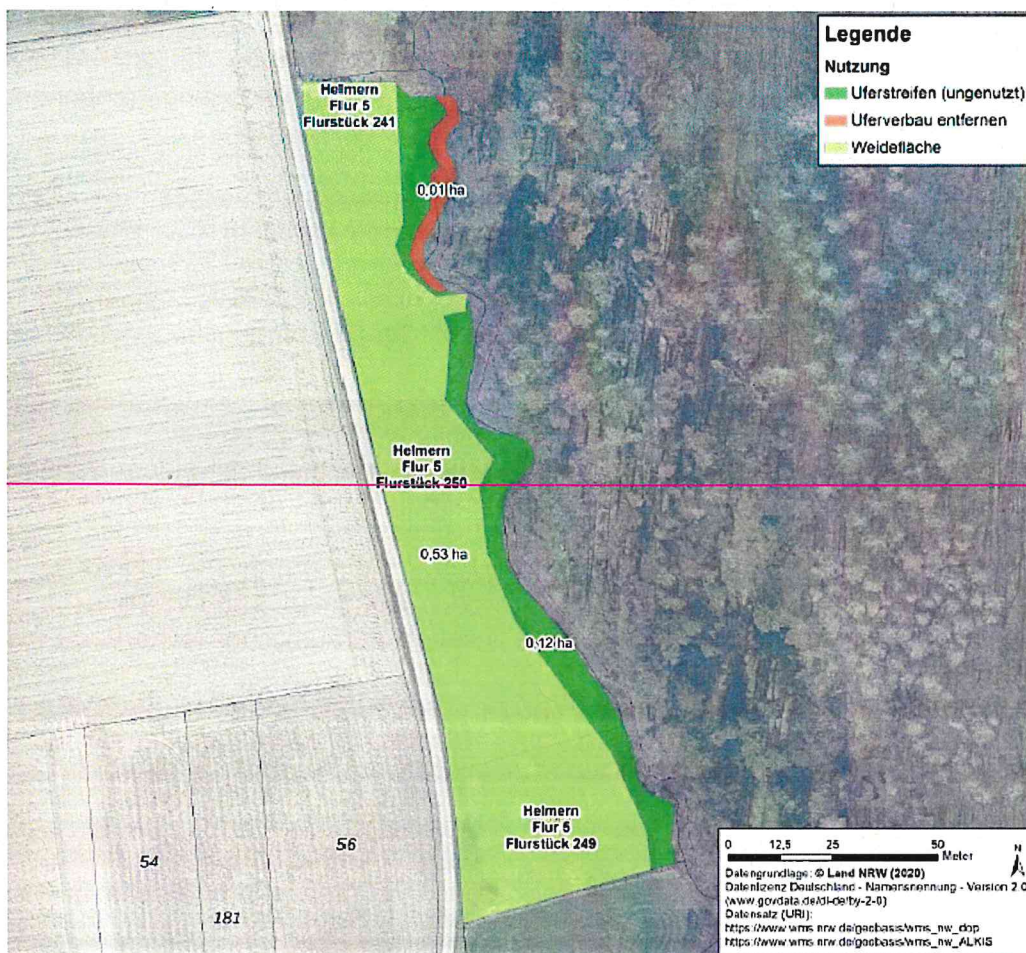 Legende
Nutzung
Uferstreifen (ungenutzt)
Uferverbau entfernen
Weidefläche
Helmern
Flur 5
Flurstück 241
0,01 ha
Helmern
Flur 5
Flurstück 250
0,53 ha
0,12 ha
Helmern
Flur 5
Flurstück 249
54
56
181
0 12,5 25 50
Meter
N
Datengrundlage: © Land NRW (2020)
Datenlizenz Deutschland - Namensnennung - Version 2.0
(www.govdata.de/dl-de/by-2-0)
Datensatz (URI):
https://www.wms.nrw.de/geobasis/wms_nw_dop
https://www.wms.nrw.de/geobasis/wms_nw_ALKIS